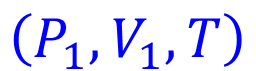 (P₁, V₁, T)